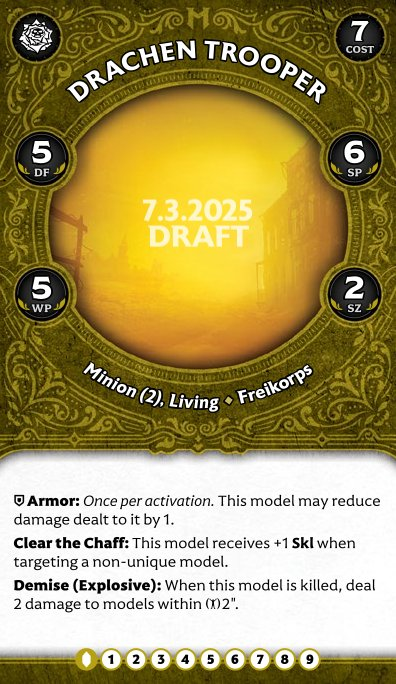 DRACHEN TROOPER
7
COST
5
DF
6
SP
7.3.2025
DRAFT
5
WP
2
SZ
Minion (2), Living ⬥ Freikorps
Armor: Once per activation. This model may reduce
damage dealt to it by 1.
Clear the Chaff: This model receives +1 Skl when
targeting a non-unique model.
Demise (Explosive): When this model is killed, deal
2 damage to models within 2".
1 2 3 4 5 6 7 8 9